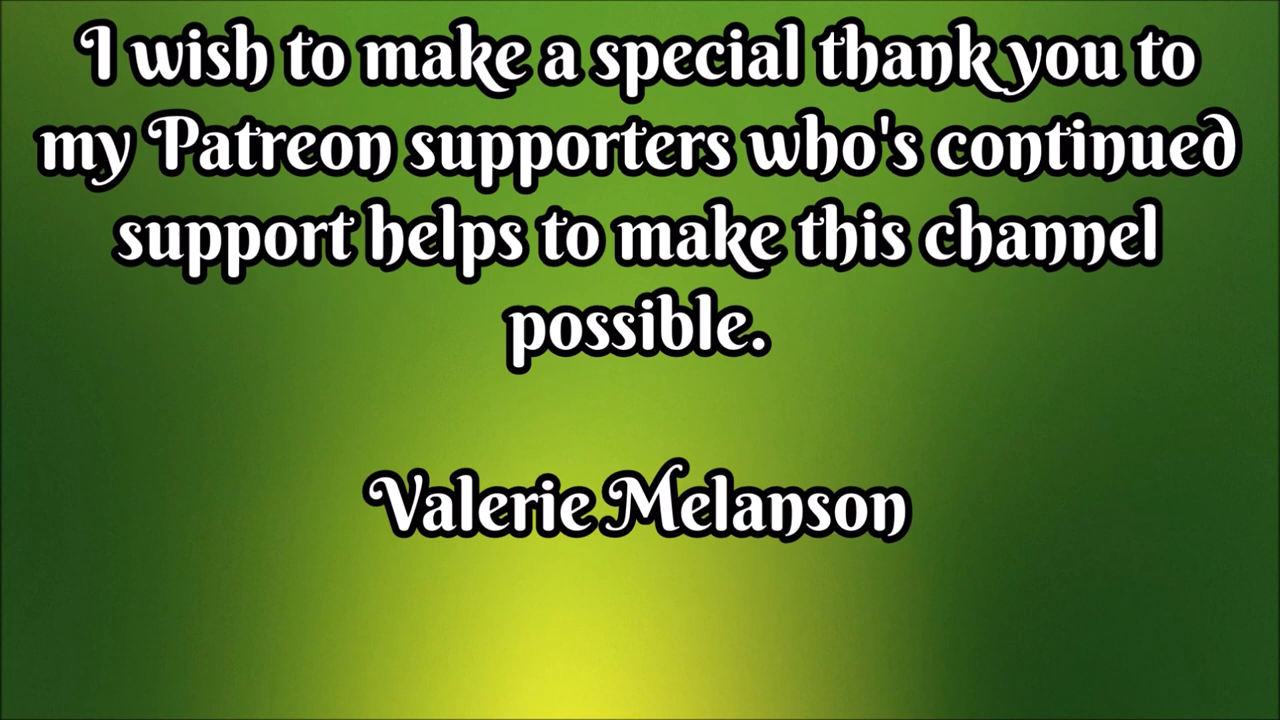 I wish to make a special thank you to
my Patreon supporters who's continued
support helps to make this channel
possible.
Valerie Melanson